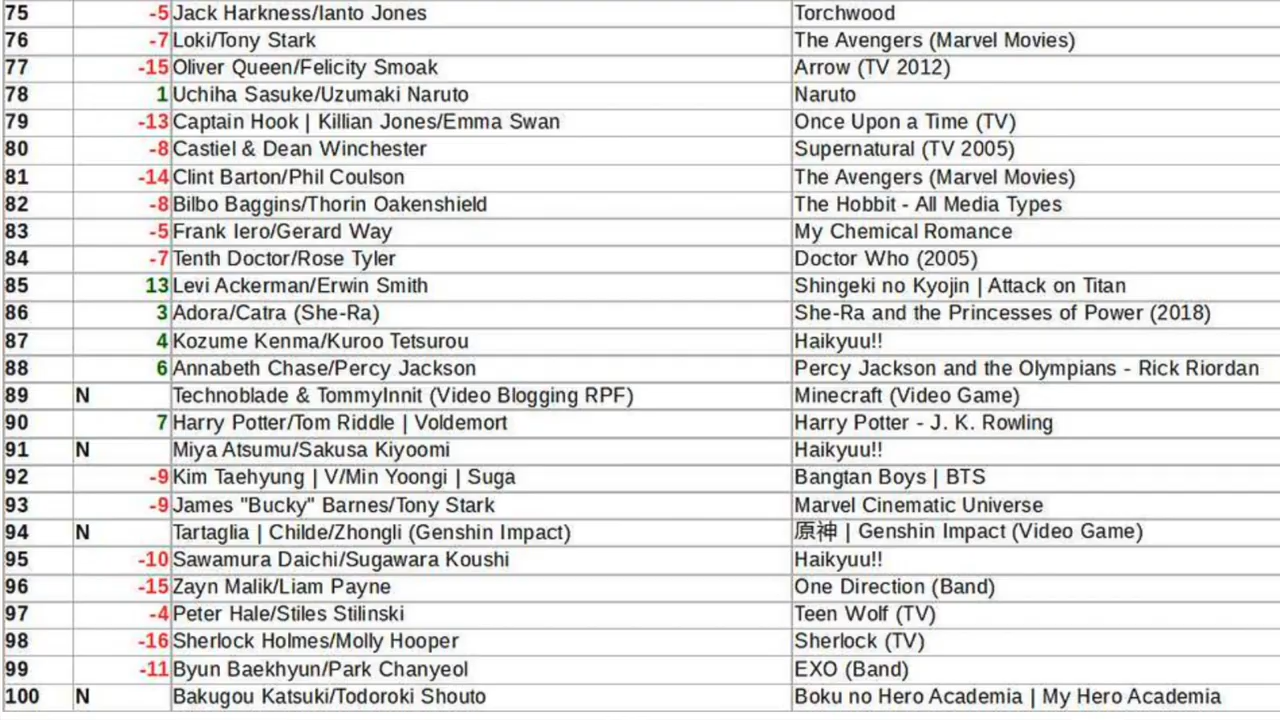 75 -5 Jack Harkness/Ianto Jones Torchwood
76 -7 Loki/Tony Stark The Avengers (Marvel Movies)
77 -15 Oliver Queen/Felicity Smoak Arrow (TV 2012)
78 1 Uchiha Sasuke/Uzumaki Naruto Naruto
79 -13 Captain Hook | Killian Jones/Emma Swan Once Upon a Time (TV)
80 -8 Castiel & Dean Winchester Supernatural (TV 2005)
81 -14 Clint Barton/Phil Coulson The Avengers (Marvel Movies)
82 -8 Bilbo Baggins/Thorin Oakenshield The Hobbit - All Media Types
83 -5 Frank Iero/Gerard Way My Chemical Romance
84 -7 Tenth Doctor/Rose Tyler Doctor Who (2005)
85 13 Levi Ackerman/Erwin Smith Shingeki no Kyojin | Attack on Titan
86 3 Adora/Catra (She-Ra) She-Ra and the Princesses of Power (2018)
87 4 Kozume Kenma/Kuroo Tetsurou Haikyuu!!
88 6 Annabeth Chase/Percy Jackson Percy Jackson and the Olympians - Rick Riordan
89 N Technoblade & TommyInnit (Video Blogging RPF) Minecraft (Video Game)
90 7 Harry Potter/Tom Riddle | Voldemort Harry Potter - J. K. Rowling
91 N Miya Atsumu/Sakusa Kiyoomi Haikyuu!!
92 -9 Kim Taehyung | V/Min Yoongi | Suga Bangtan Boys | BTS
93 -9 James "Bucky" Barnes/Tony Stark Marvel Cinematic Universe
94 N Tartaglia | Childe/Zhongli (Genshin Impact) 原神 | Genshin Impact (Video Game)
95 -10 Sawamura Daichi/Sugawara Koushi Haikyuu!!
96 -15 Zayn Malik/Liam Payne One Direction (Band)
97 -4 Peter Hale/Stiles Stilinski Teen Wolf (TV)
98 -16 Sherlock Holmes/Molly Hooper Sherlock (TV)
99 -11 Byun Baekhyun/Park Chanyeol EXO (Band)
100 N Bakugou Katsuki/Todoroki Shouto Boku no Hero Academia | My Hero Academia